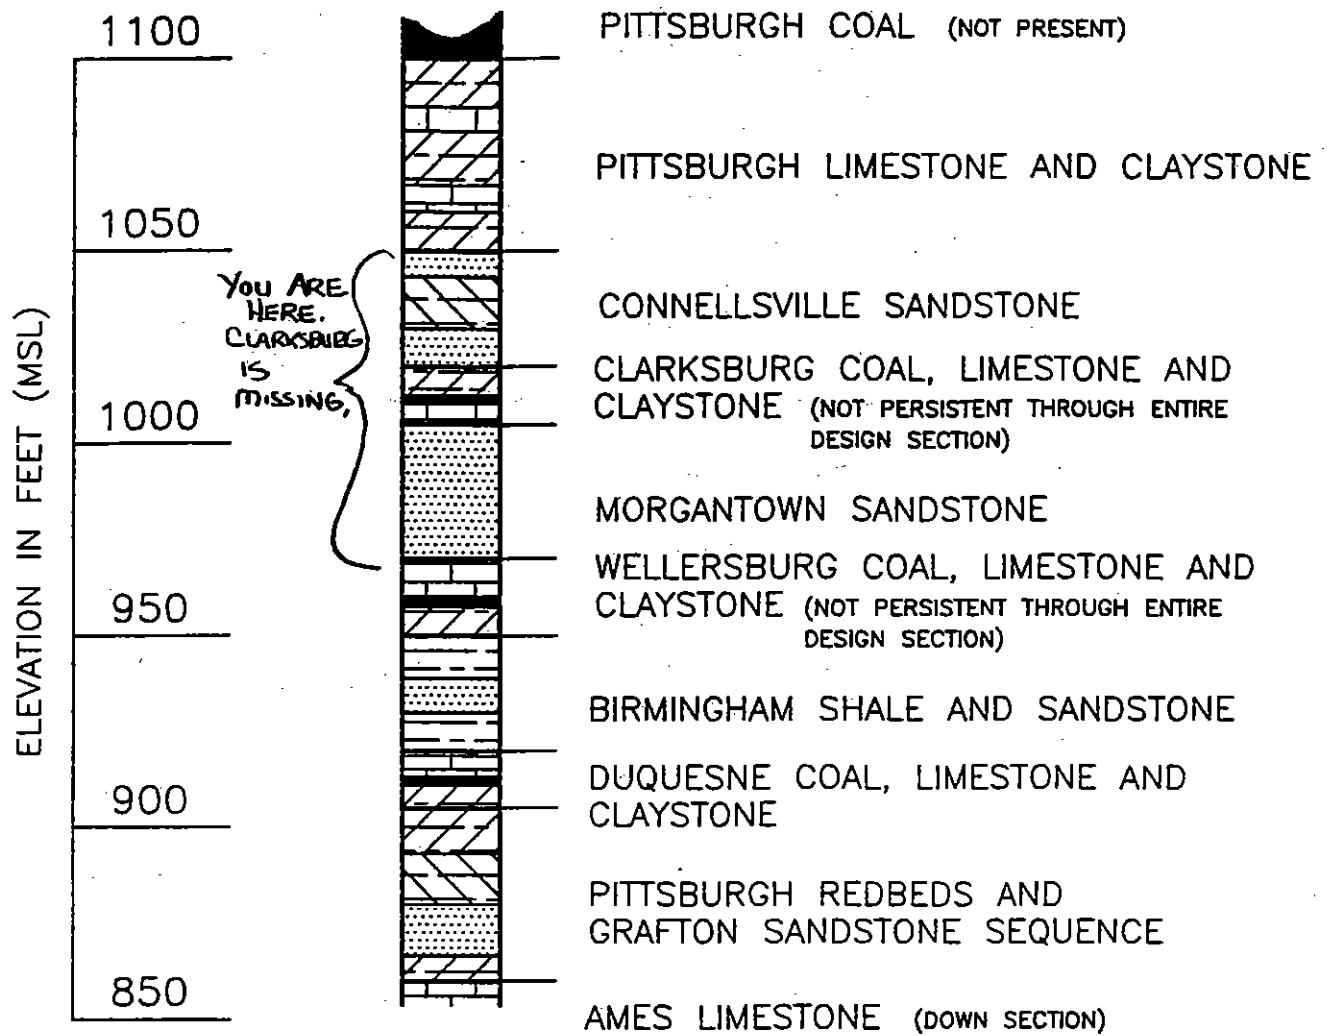 1100
PITTSBURGH COAL (NOT PRESENT)
PITTSBURGH LIMESTONE AND CLAYSTONE
1050
YOU ARE
HERE.
CLARKSBURG
IS
MISSING,
CONNELLSVILLE SANDSTONE
CLARKSBURG COAL, LIMESTONE AND
CLAYSTONE (NOT PERSISTENT THROUGH ENTIRE
DESIGN SECTION)
1000
MORGANTOWN SANDSTONE
WELLERSBURG COAL, LIMESTONE AND
CLAYSTONE (NOT PERSISTENT THROUGH ENTIRE
DESIGN SECTION)
950
BIRMINGHAM SHALE AND SANDSTONE
DUQUESNE COAL, LIMESTONE AND
CLAYSTONE
900
PITTSBURGH REDBEDS AND
GRAFTON SANDSTONE SEQUENCE
850
AMES LIMESTONE (DOWN SECTION)
ELEVATION IN FEET (MSL)